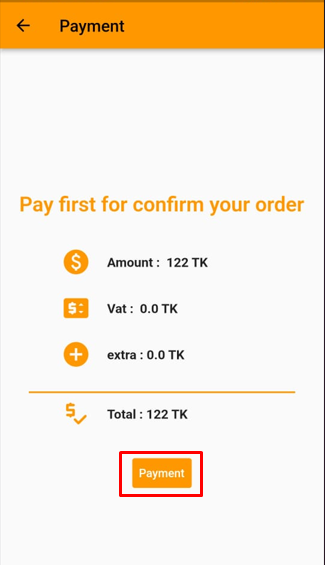 Payment
Pay first for confirm your order
Amount : 122 TK
Vat : 0.0 TK
extra : 0.0 TK
Total : 122 TK
Payment